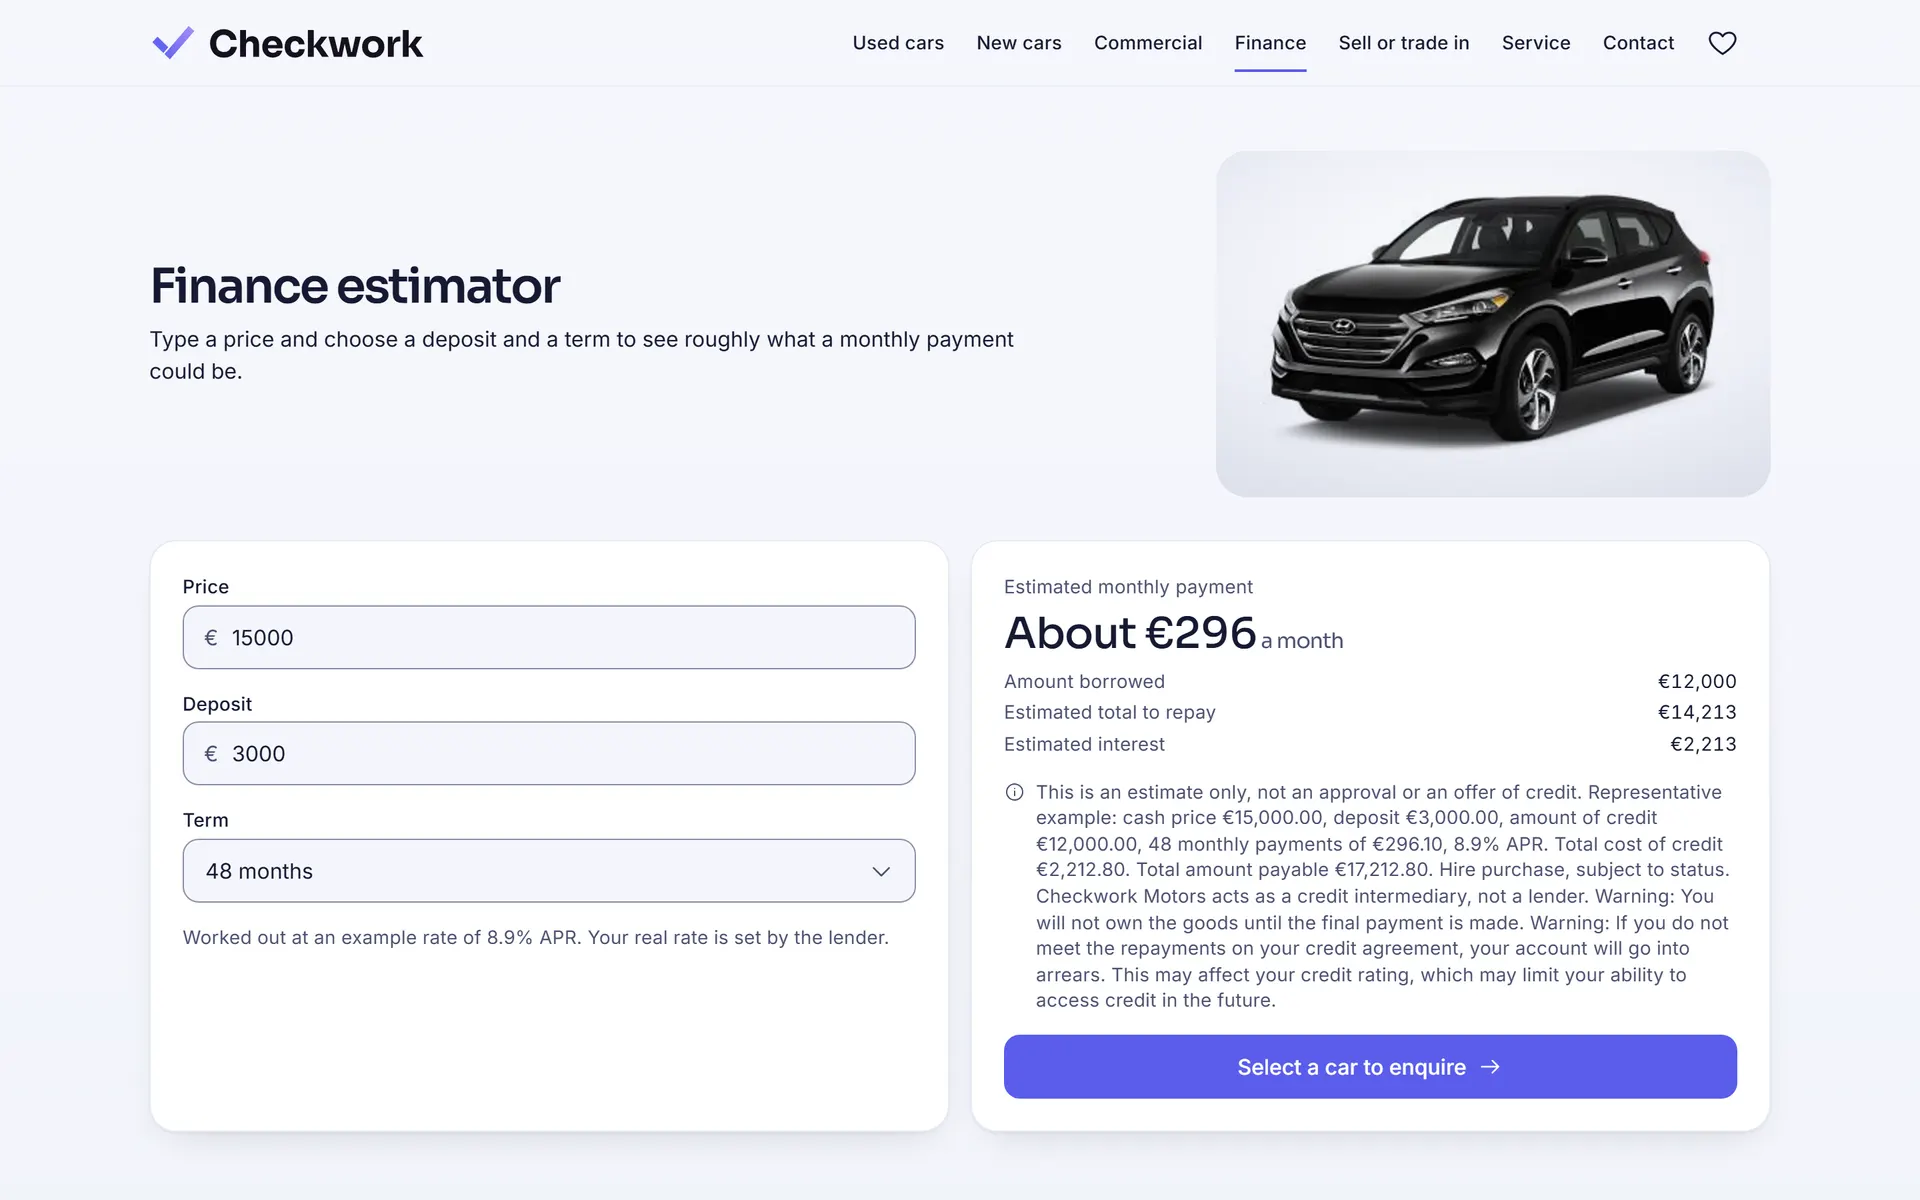 Checkwork
Used cars
New cars
Commercial
Finance
Sell or trade in
Service
Contact
Finance estimator
Type a price and choose a deposit and a term to see roughly what a monthly payment
could be.
Price
€ 15000
Deposit
€ 3000
Term
48 months
Worked out at an example rate of 8.9% APR. Your real rate is set by the lender.
Estimated monthly payment
About €296 a month
Amount borrowed €12,000
Estimated total to repay €14,213
Estimated interest €2,213
This is an estimate only, not an approval or an offer of credit. Representative
example: cash price €15,000.00, deposit €3,000.00, amount of credit
€12,000.00, 48 monthly payments of €296.10, 8.9% APR. Total cost of credit
€2,212.80. Total amount payable €17,212.80. Hire purchase, subject to status.
Checkwork Motors acts as a credit intermediary, not a lender. Warning: You
will not own the goods until the final payment is made. Warning: If you do not
meet the repayments on your credit agreement, your account will go into
arrears. This may affect your credit rating, which may limit your ability to
access credit in the future.
Select a car to enquire